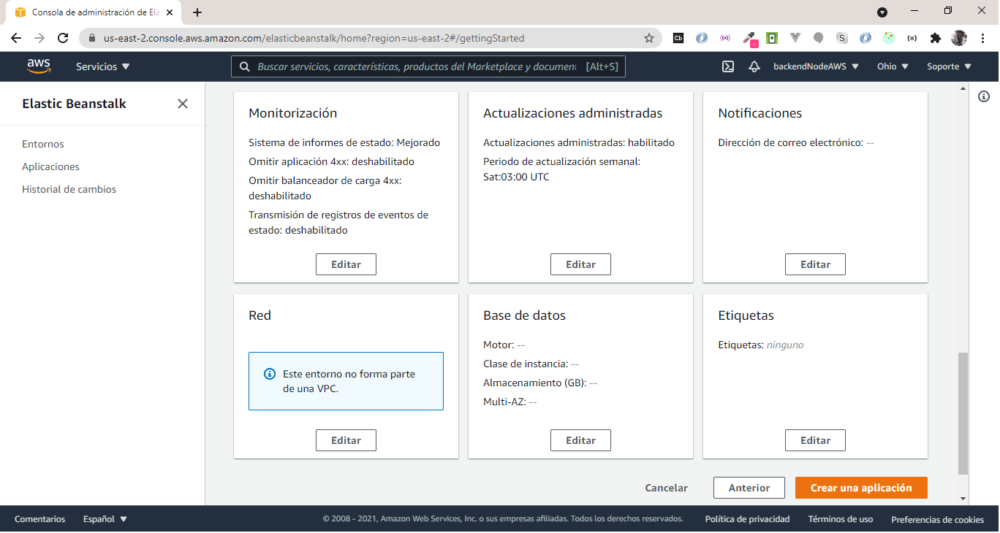 Consola de administración de Ela
us-east-2.console.aws.amazon.com/elasticbeanstalk/home?region=us-east-2#/gettingStarted
aws
Servicios
Buscar servicios, características, productos del Marketplace y documen
[Alt+S]
backendNodeAWS
Ohio
Soporte
Elastic Beanstalk
Entornos
Aplicaciones
Historial de cambios
Monitorización
Sistema de informes de estado: Mejorado
Omitir aplicación 4xx: deshabilitado
Omitir balanceador de carga 4xx:
deshabilitado
Transmisión de registros de eventos de
estado: deshabilitado
Editar
Actualizaciones administradas
Actualizaciones administradas: habilitado
Periodo de actualización semanal:
Sat:03:00 UTC
Editar
Notificaciones
Dirección de correo electrónico: --
Editar
Red
Este entorno no forma parte
de una VPC.
Editar
Base de datos
Motor: --
Clase de instancia: --
Almacenamiento (GB): --
Multi-AZ: --
Editar
Etiquetas
Etiquetas: ninguno
Editar
Cancelar
Anterior
Crear una aplicación
Comentarios
Español
© 2008 - 2021, Amazon Web Services, Inc. o sus empresas afiliadas. Todos los derechos reservados.
Política de privacidad
Términos de uso
Preferencias de cookies